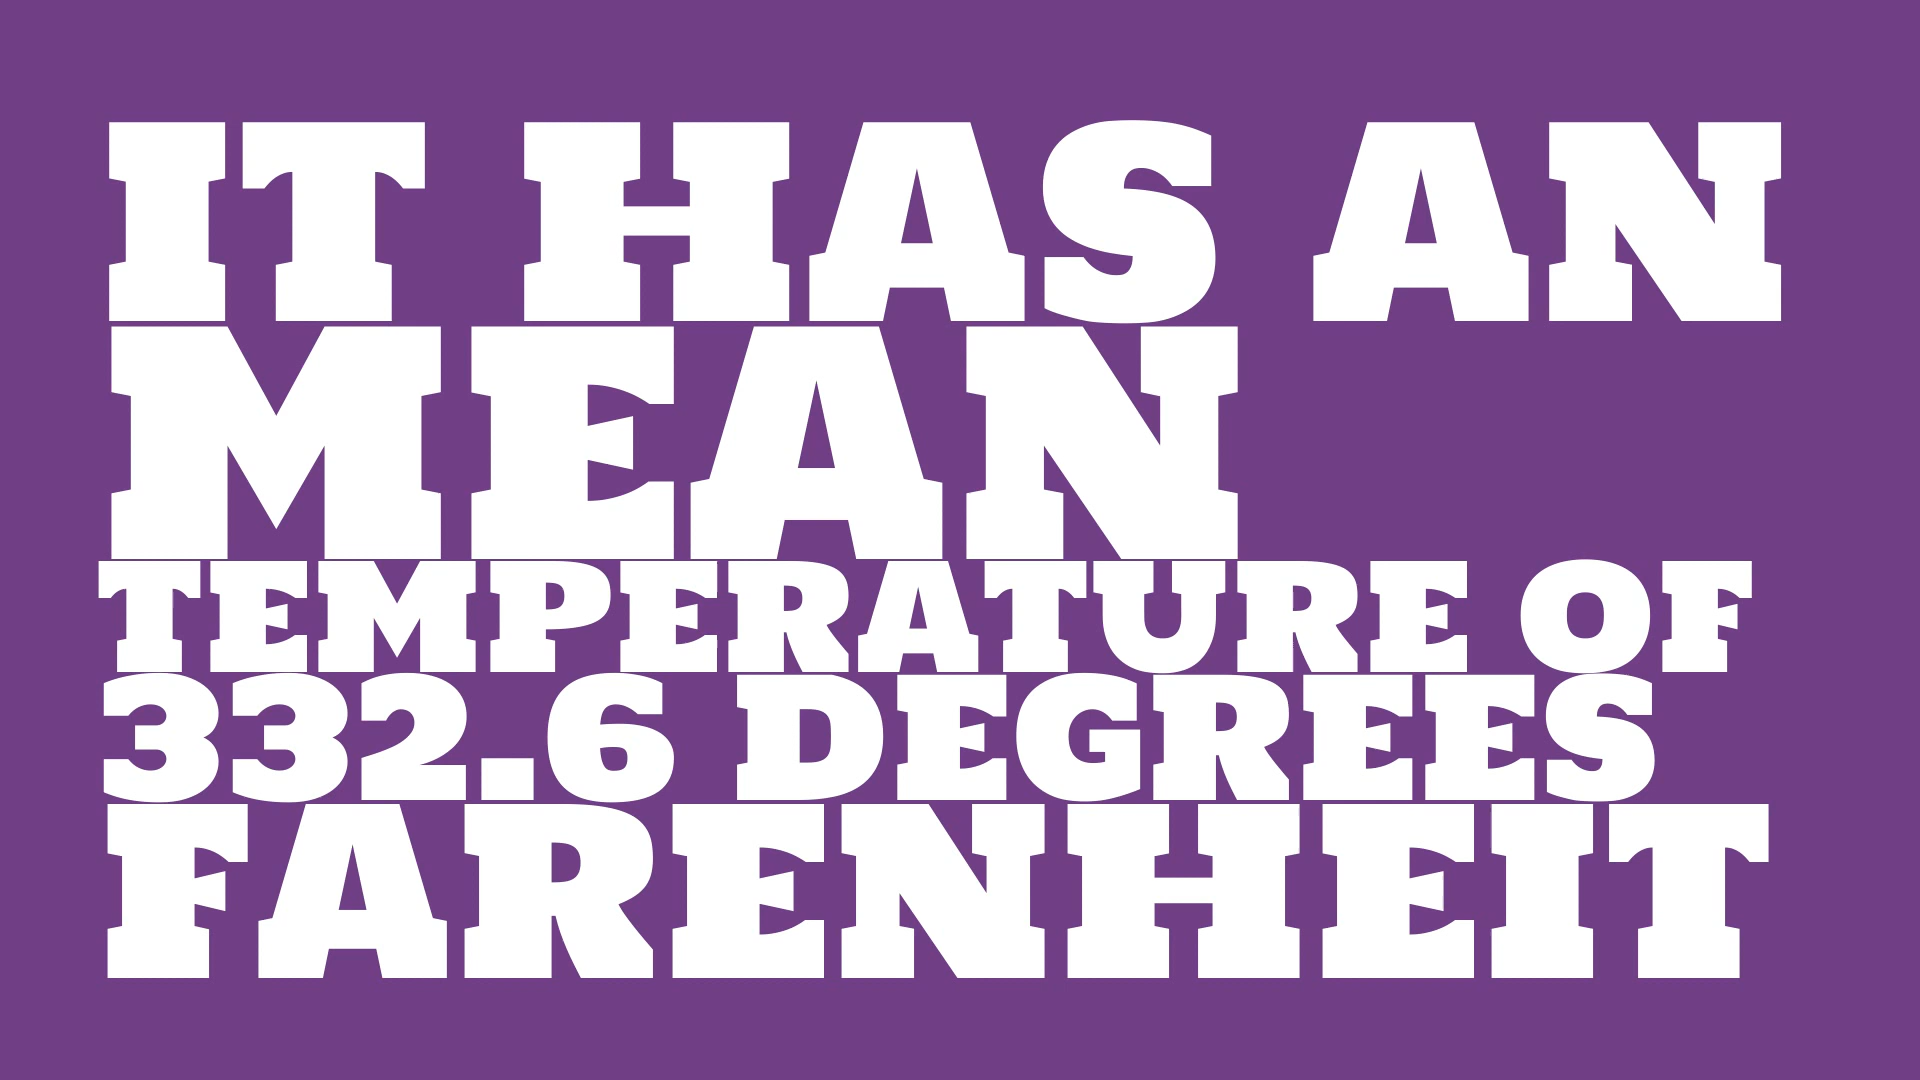 IT HAS AN
MEAN
TEMPERATURE OF
332.6 DEGREES
FARENHEIT